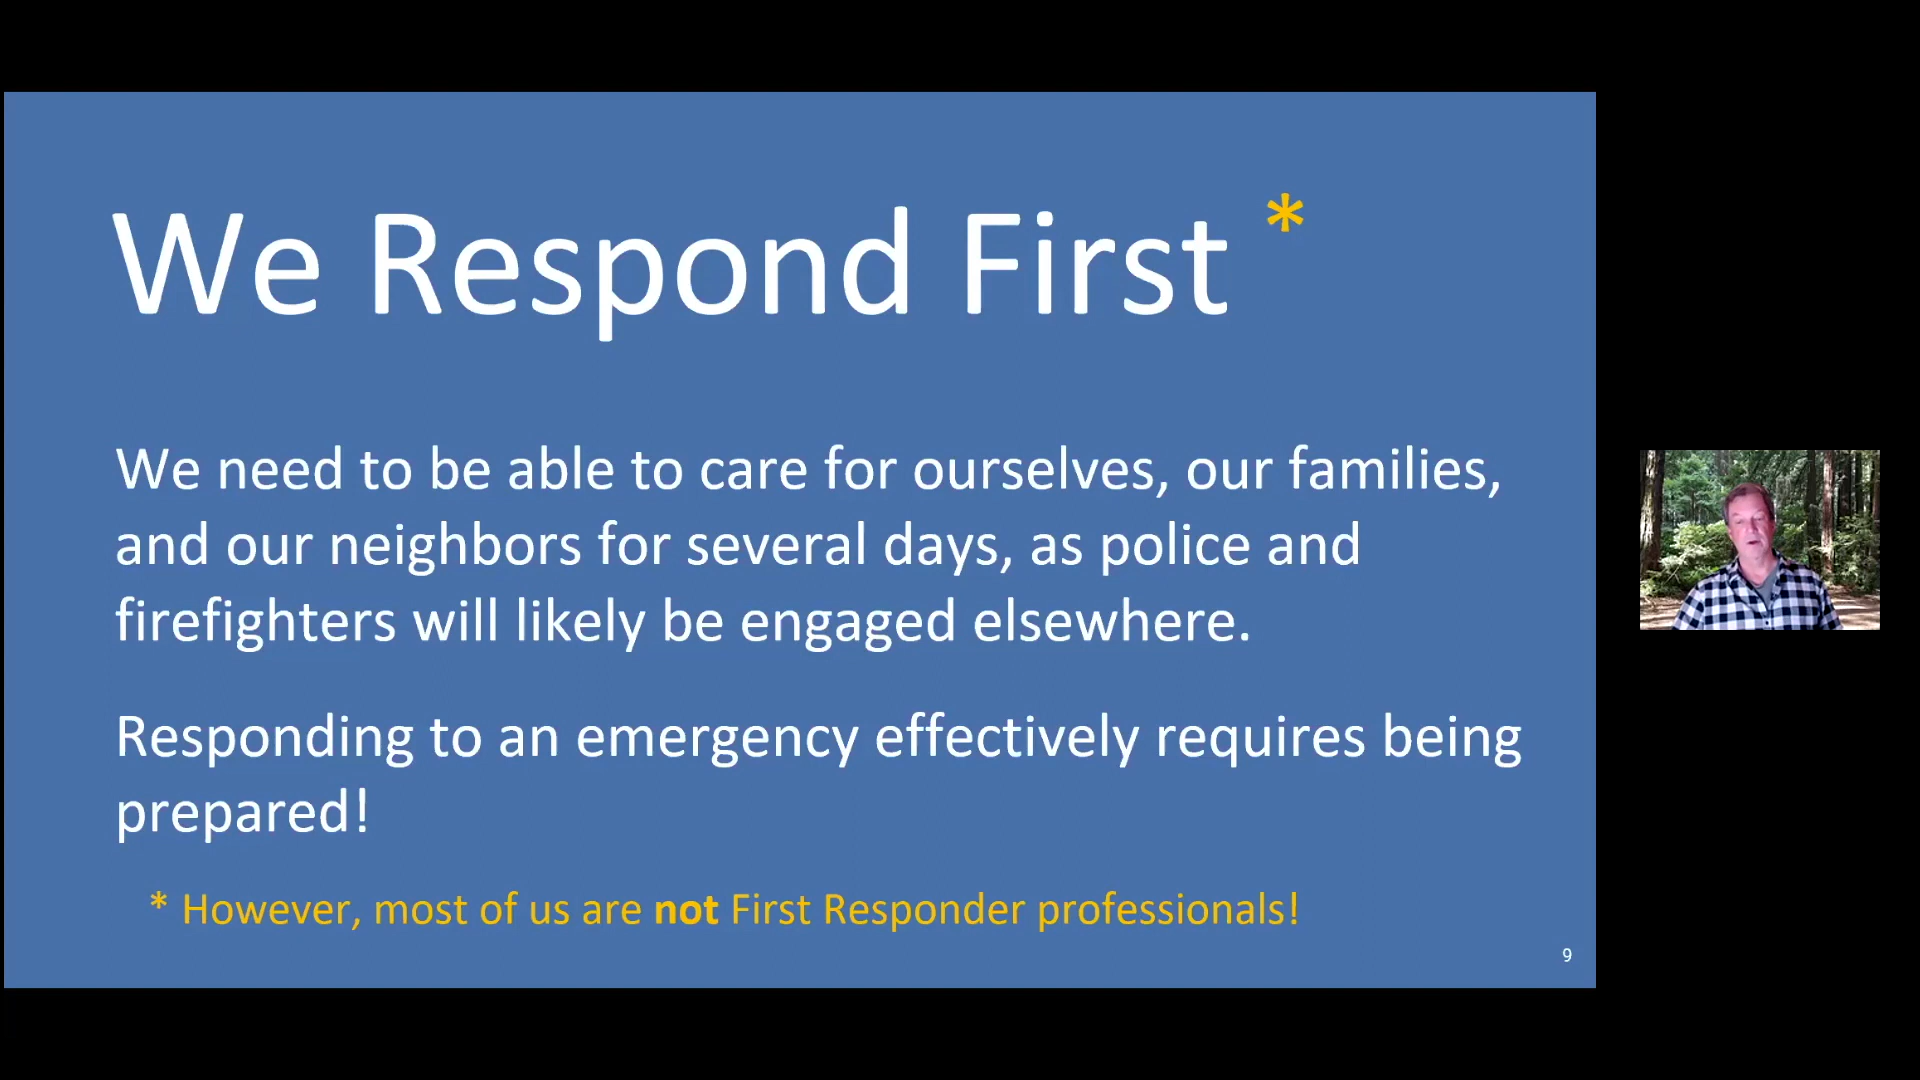 We Respond First *
We need to be able to care for ourselves, our families,
and our neighbors for several days, as police and
firefighters will likely be engaged elsewhere.
Responding to an emergency effectively requires being
prepared!
* However, most of us are not First Responder professionals!
9